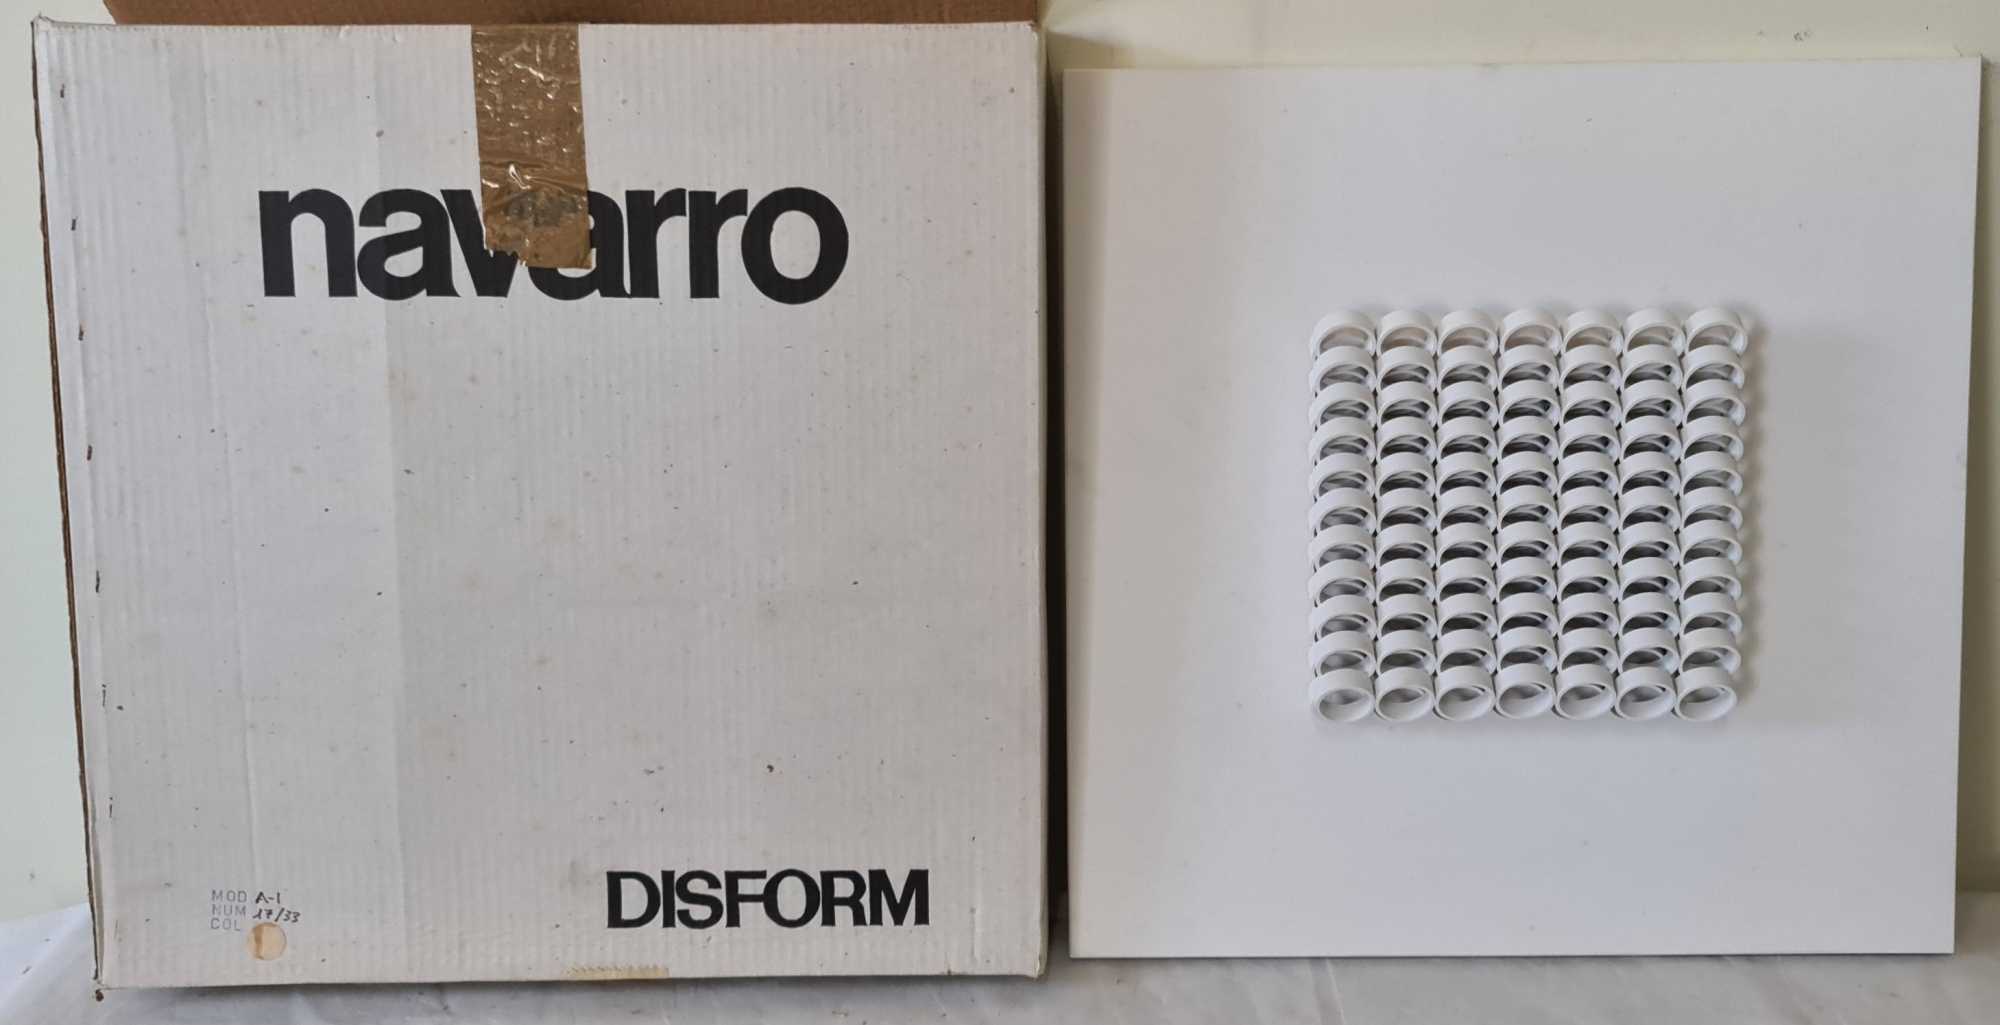 navarro
MOD A-1
NUM 17/33
COL
DISFORM